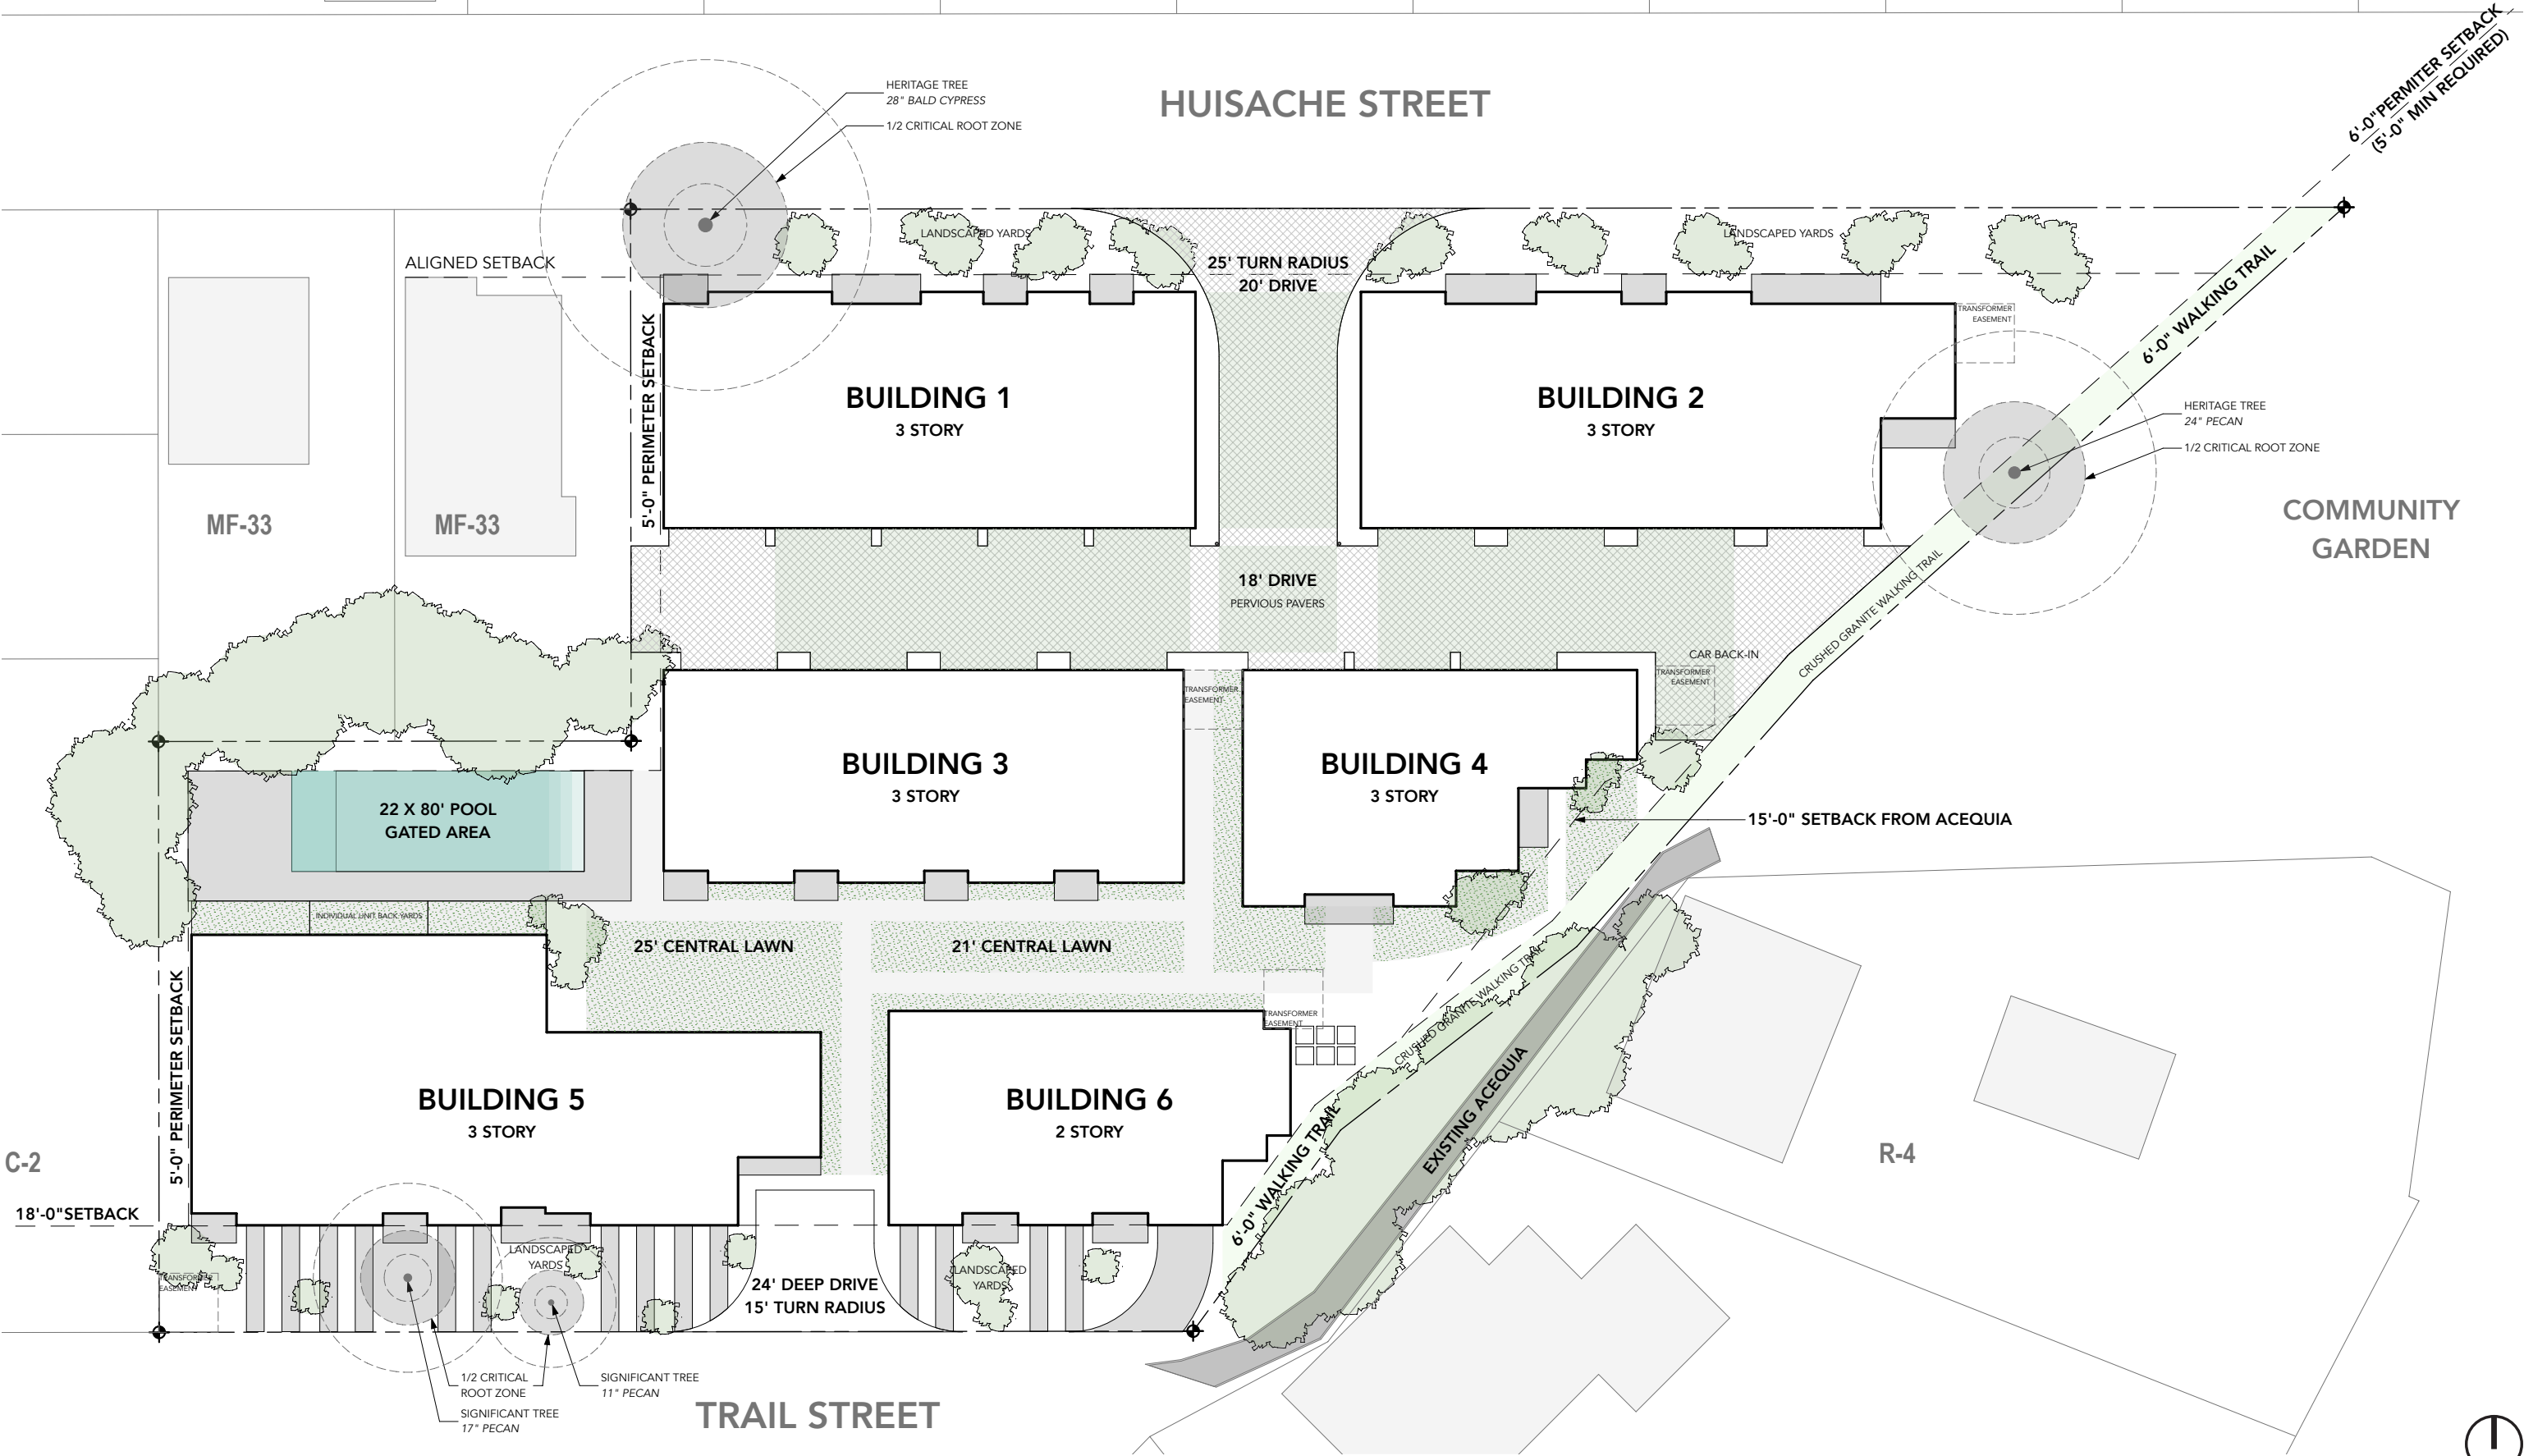 6'-0"PERMITER SETBACK
(5'-0" MIN REQUIRED)
HERITAGE TREE
28" BALD CYPRESS
1/2 CRITICAL ROOT ZONE
HUISACHE STREET
LANDSCAPED YARDS
LANDSCAPED YARDS
ALIGNED SETBACK
25' TURN RADIUS
20' DRIVE
6'-0" WALKING TRAIL
TRANSFORMER
EASEMENT
5'-0" PERIMETER SETBACK
BUILDING 1
3 STORY
BUILDING 2
3 STORY
HERITAGE TREE
24" PECAN
1/2 CRITICAL ROOT ZONE
MF-33
MF-33
COMMUNITY
GARDEN
18' DRIVE
PERVIOUS PAVERS
CRUSHED GRANITE WALKING TRAIL
CAR BACK-IN
TRANSFORMER
EASEMENT
TRANSFORMER
EASEMENT
BUILDING 3
3 STORY
BUILDING 4
3 STORY
22 X 80' POOL
GATED AREA
15'-0" SETBACK FROM ACEQUIA
INDIVIDUAL UNIT BACK YARDS
25' CENTRAL LAWN
21' CENTRAL LAWN
CRUSHED GRANITE WALKING TRAIL
TRANSFORMER
EASEMENT
5'-0" PERIMETER SETBACK
BUILDING 5
3 STORY
BUILDING 6
2 STORY
6'-0" WALKING TRAIL
EXISTING ACEQUIA
C-2
R-4
18'-0"SETBACK
LANDSCAPED
YARDS
LANDSCAPED
YARDS
TRANSFORMER
EASEMENT
24' DEEP DRIVE
15' TURN RADIUS
1/2 CRITICAL
ROOT ZONE
SIGNIFICANT TREE
11" PECAN
SIGNIFICANT TREE
17" PECAN
TRAIL STREET